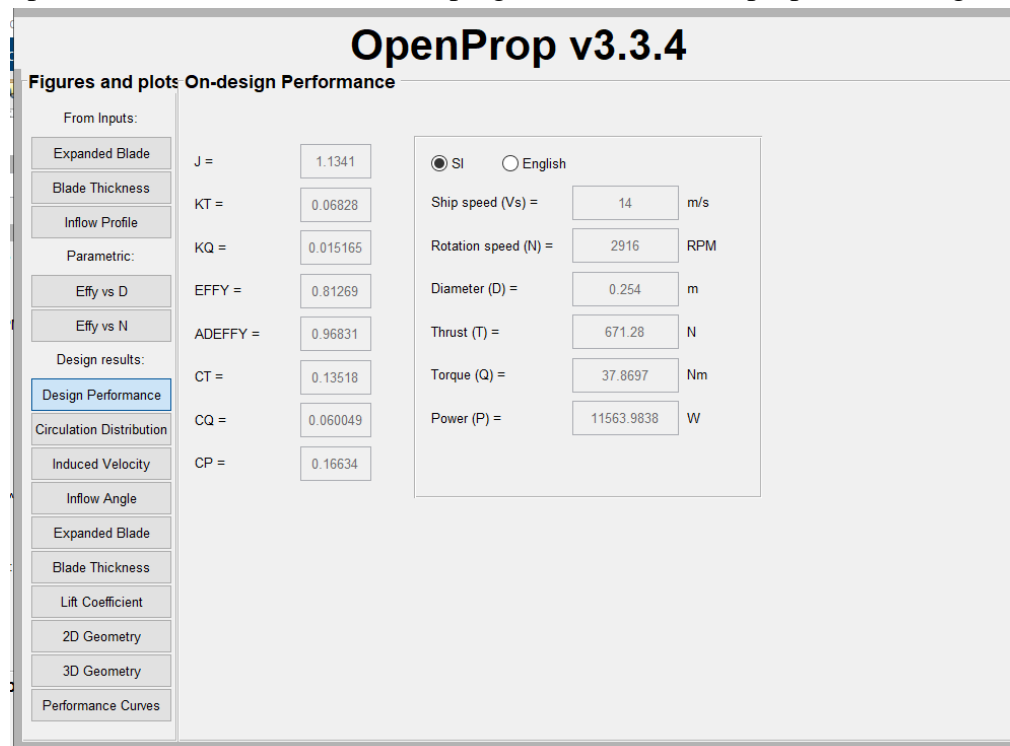 OpenProp v3.3.4
Figures and plots
From Inputs:
Expanded Blade
Blade Thickness
Inflow Profile
Parametric:
Effy vs D
Effy vs N
Design results:
Design Performance
Circulation Distribution
Induced Velocity
Inflow Angle
Expanded Blade
Blade Thickness
Lift Coefficient
2D Geometry
3D Geometry
Performance Curves
On-design Performance
J = 1.1341
KT = 0.06828
KQ = 0.015165
EFFY = 0.81269
ADEFFY = 0.96831
CT = 0.13518
CQ = 0.060049
CP = 0.16634
SI English
Ship speed (Vs) = 14 m/s
Rotation speed (N) = 2916 RPM
Diameter (D) = 0.254 m
Thrust (T) = 671.28 N
Torque (Q) = 37.8697 Nm
Power (P) = 11563.9838 W